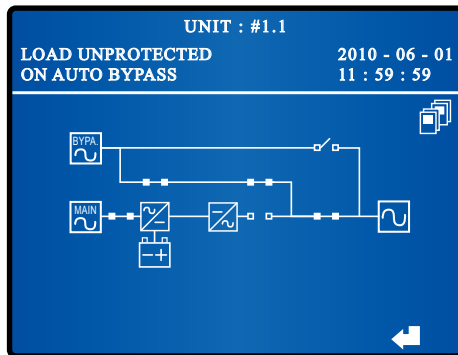 UNIT : #1.1
LOAD UNPROTECTED
2010 - 06 - 01
ON AUTO BYPASS
11 : 59 : 59
BYPA.
MAIN